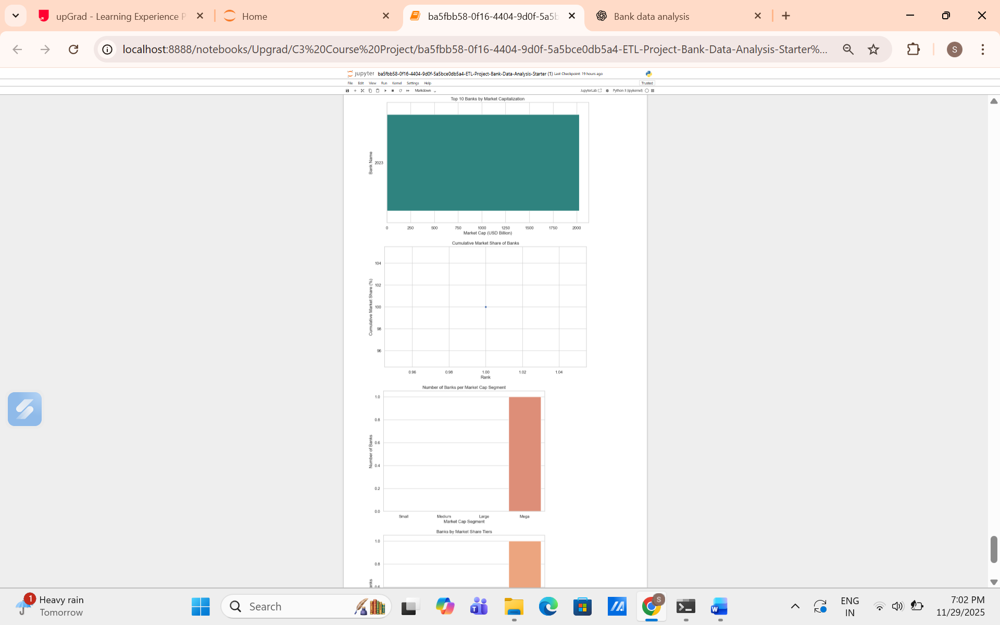 upGrad - Learning Experience P
Home
ba5fbb58-0f16-4404-9d0f-5a5b
Bank data analysis
localhost:8888/notebooks/Upgrad/C3%20Course%20Project/ba5fbb58-0f16-4404-9d0f-5a5bce0db5a4-ETL-Project-Bank-Data-Analysis-Starter%...
S
jupyter ba5fbb58-0f16-4404-9d0f-5a5bce0db5a4-ETL-Project-Bank-Data-Analysis-Starter (1) Last Checkpoint: 19 hours ago
File Edit View Run Kernel Settings Help
Trusted
Markdown
JupyterLab
Python 3 (ipykernel)
Top 10 Banks by Market Capitalization
Bank Name
2023
0 250 500 750 1000 1250 1500 1750 2000
Market Cap (USD Billion)
Cumulative Market Share of Banks
Cumulative Market Share (%)
104
102
100
98
96
0.96 0.98 1.00 1.02 1.04
Rank
Number of Banks per Market Cap Segment
Number of Banks
1.0
0.8
0.6
0.4
0.2
0.0
Small Medium Large Mega
Market Cap Segment
Banks by Market Share Tiers
1.0
0.8
0.6
1
Heavy rain
Tomorrow
Search
S
ENG
IN
7:02 PM
11/29/2025